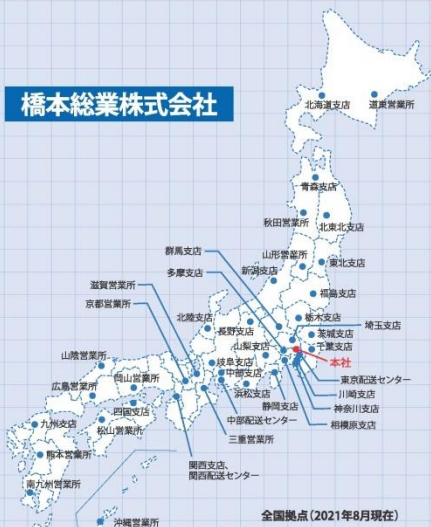 橋本総業株式会社
北海道支店
道東営業所
青森支店
秋田営業所
北東北支店
群馬支店
山形営業所
多摩支店
新潟支店
東北支店
滋賀営業所
福島支店
京都営業所
北陸支店
栃木支店
長野支店
埼玉支店
茨城支店
山陰営業所
山梨支店
千葉支店
岐阜支店
本社
岡山営業所
中部支店
東京配送センター
広島営業所
浜松支店
川崎支店
静岡支店
神奈川支店
四国支店
九州支店
中部配送センター
相模原支店
松山営業所
三重営業所
熊本営業所
関西支店、
関西配送センター
南九州営業所
沖縄営業所
全国拠点(2021年8月現在)